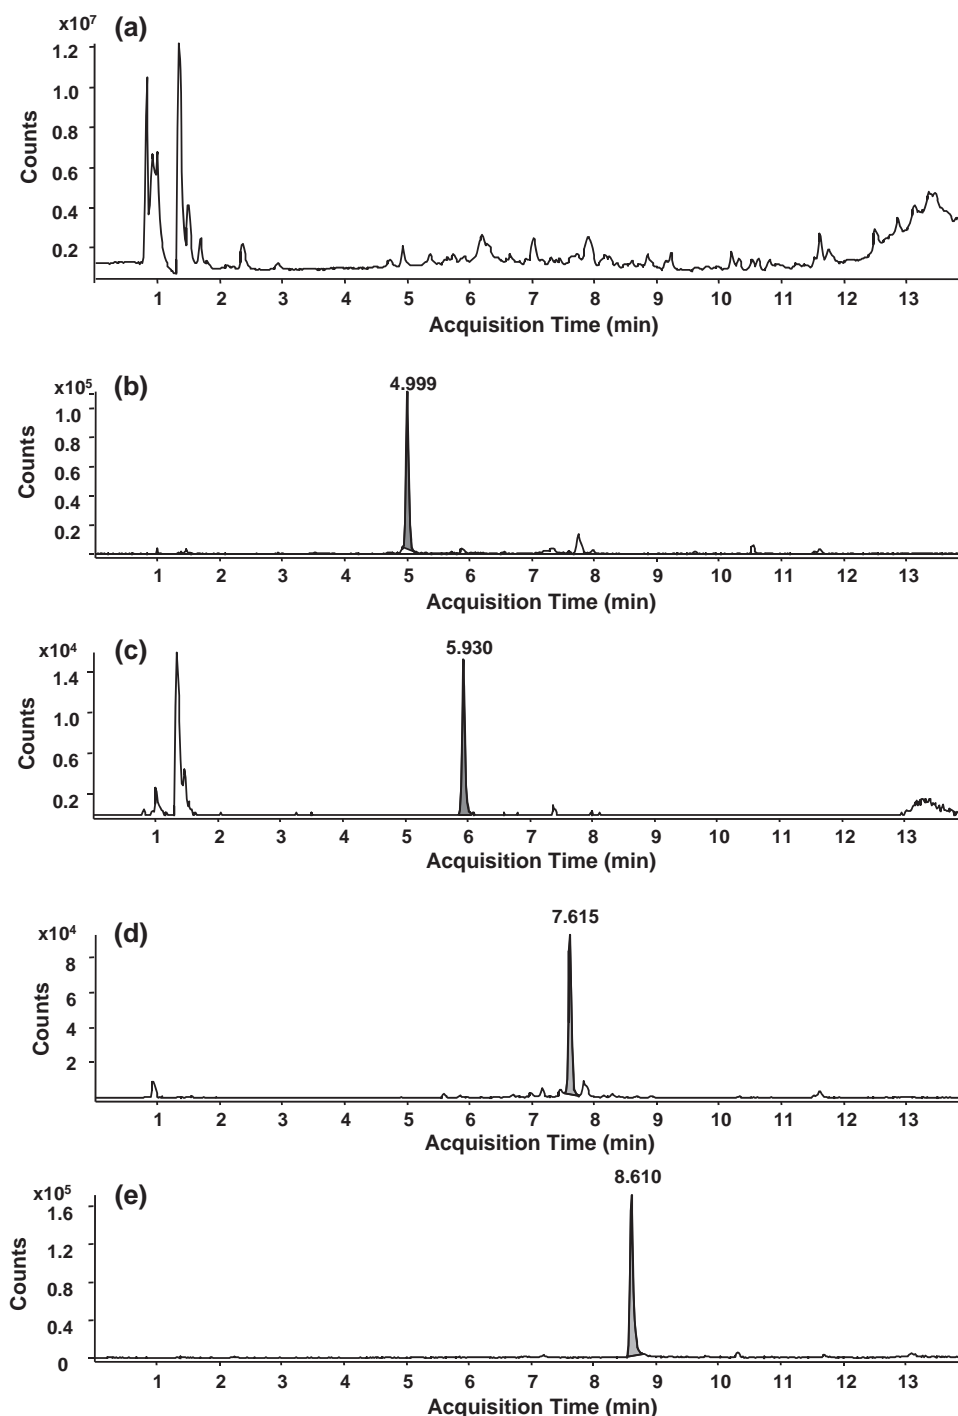 x10⁷ (a)
1.2
1.0
0.8
0.6
0.4
0.2
Counts
1 2 3 4 5 6 7 8 9 10 11 12 13
Acquisition Time (min)
x10⁵ (b)
4.999
1.0
0.8
0.6
0.4
0.2
Counts
1 2 3 4 5 6 7 8 9 10 11 12 13
Acquisition Time (min)
x10⁴ (c)
5.930
1.4
1.0
0.6
0.2
Counts
1 2 3 4 5 6 7 8 9 10 11 12 13
Acquisition Time (min)
x10⁴ (d)
7.615
8
6
4
2
Counts
1 2 3 4 5 6 7 8 9 10 11 12 13
Acquisition Time (min)
x10⁵ (e)
8.610
1.6
1.2
0.8
0.4
0
Counts
1 2 3 4 5 6 7 8 9 10 11 12 13
Acquisition Time (min)